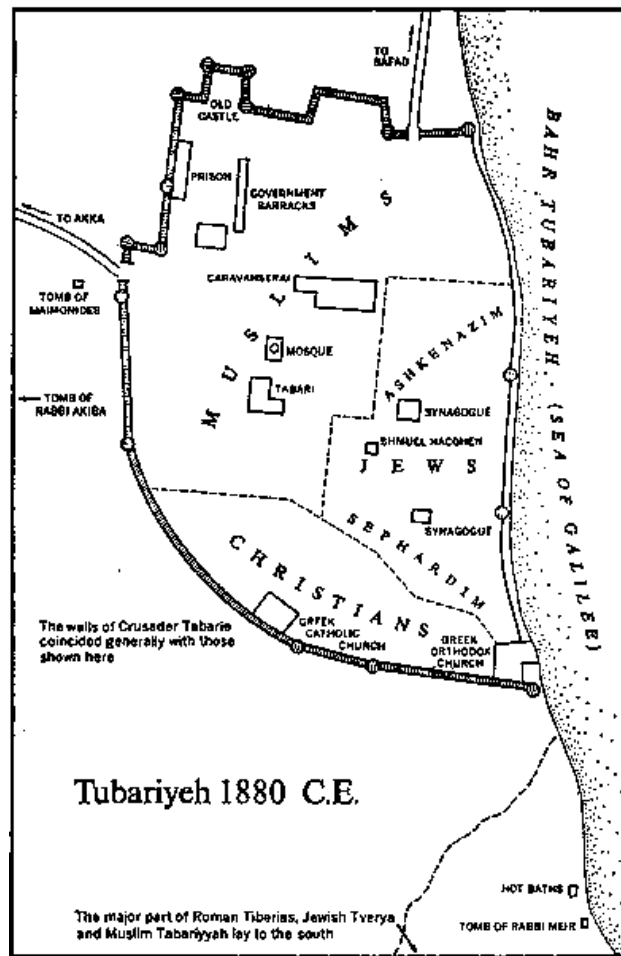 TO
SAFAD
OLD
CASTLE
PRISON
GOVERNMENT
BARRACKS
TO AKKA
TOMB OF
MAIMONIDES
CARAVANSERAI
MUSLIMS
MOSQUE
TABARI
TOMB OF
RABBI AKIBA
ASHKENAZIM
SYNAGOGUE
SHMUEL HACOHEN
JEWS
SYNAGOGUE
SEPHARDIM
CHRISTIANS
GREEK
CATHOLIC
CHURCH
GREEK
ORTHODOX
CHURCH
BAHR TUBARIYEH (SEA OF GALILEE)
The walls of Crusader Tabarie
coincided generally with those
shown here
Tubariyeh 1880 C.E.
HOT BATHS
TOMB OF RABBI MEIR
The major part of Roman Tiberias, Jewish Tverya
and Muslim Tabariyyah lay to the south